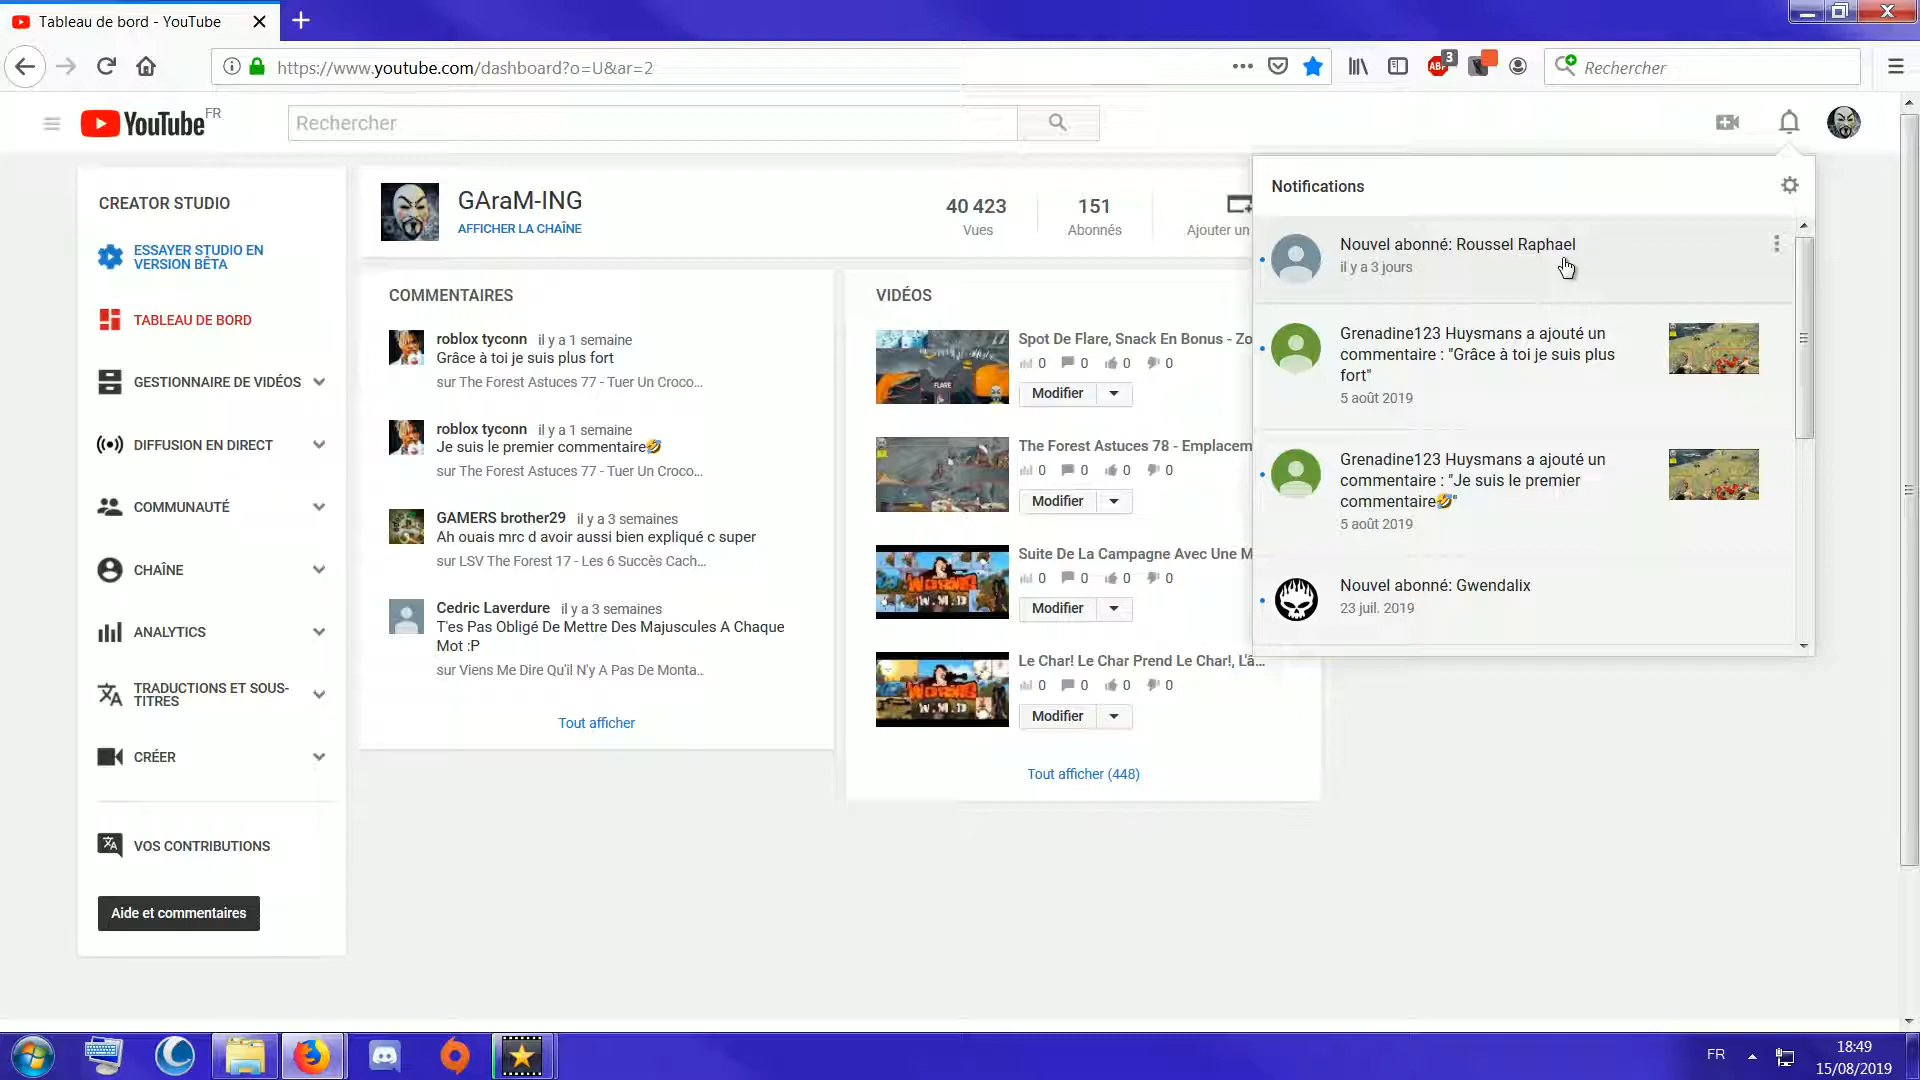 Tableau de bord - YouTube
https://www.youtube.com/dashboard?o=U&ar=2
ABP
3
Rechercher
YouTube FR
Rechercher
CREATOR STUDIO
ESSAYER STUDIO EN
VERSION BÊTA
TABLEAU DE BORD
GESTIONNAIRE DE VIDÉOS
DIFFUSION EN DIRECT
COMMUNAUTÉ
CHAÎNE
ANALYTICS
TRADUCTIONS ET SOUS-
TITRES
CRÉER
VOS CONTRIBUTIONS
Aide et commentaires
GAraM-ING
AFFICHER LA CHAÎNE
40 423
Vues
151
Abonnés
Ajouter un
COMMENTAIRES
roblox tyconn il y a 1 semaine
Grâce à toi je suis plus fort
sur The Forest Astuces 77 - Tuer Un Croco...
roblox tyconn il y a 1 semaine
Je suis le premier commentaire🤣
sur The Forest Astuces 77 - Tuer Un Croco...
GAMERS brother29 il y a 3 semaines
Ah ouais mrc d avoir aussi bien expliqué c super
sur LSV The Forest 17 - Les 6 Succès Cach...
Cedric Laverdure il y a 3 semaines
T'es Pas Obligé De Mettre Des Majuscules A Chaque
Mot :P
sur Viens Me Dire Qu'il N'y A Pas De Monta...
Tout afficher
VIDÉOS
FLARE
Spot De Flare, Snack En Bonus - Zo
0 0 0 0
Modifier
The Forest Astuces 78 - Emplacem
0 0 0 0
Modifier
Suite De La Campagne Avec Une M
0 0 0 0
Modifier
Le Char! Le Char Prend Le Char!, L'â...
0 0 0 0
Modifier
Tout afficher (448)
Notifications
Nouvel abonné: Roussel Raphael
il y a 3 jours
Grenadine123 Huysmans a ajouté un
commentaire : "Grâce à toi je suis plus
fort"
5 août 2019
Grenadine123 Huysmans a ajouté un
commentaire : "Je suis le premier
commentaire🤣"
5 août 2019
Nouvel abonné: Gwendalix
23 juil. 2019
FR
18:49
15/08/2019